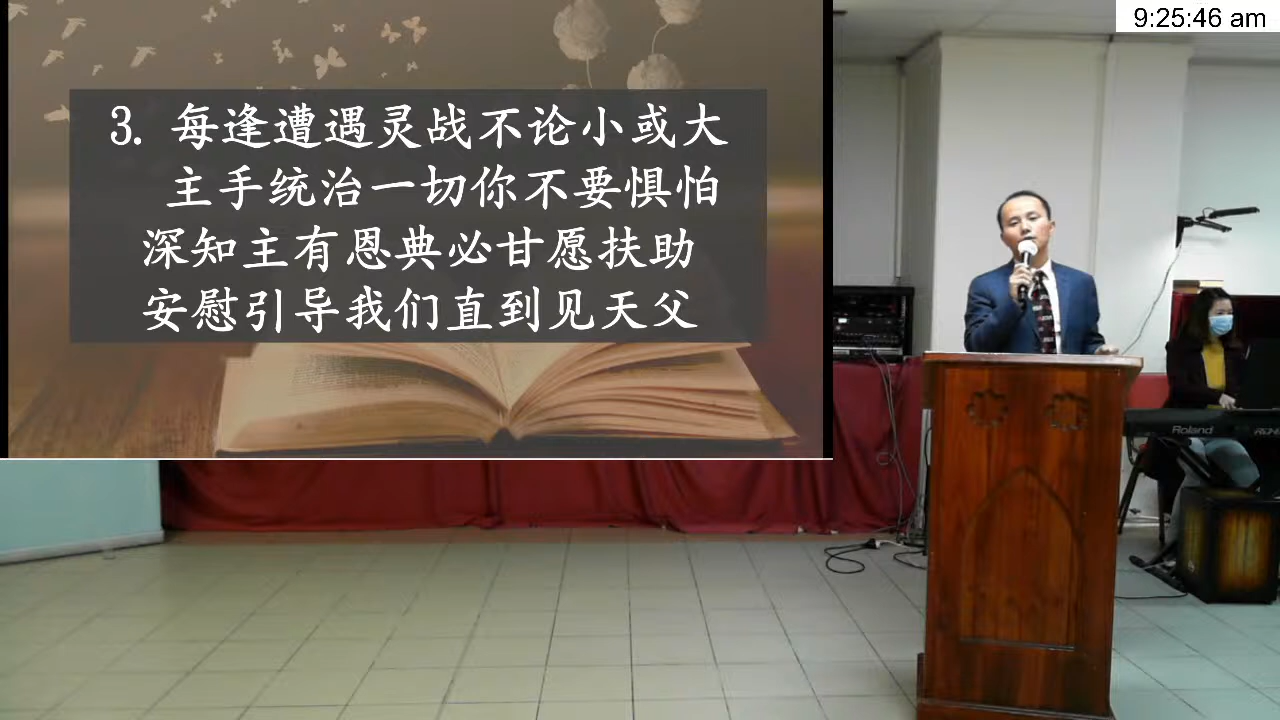 9:25:46 am
3. 每逢遭遇灵战不论小或大
主手统治一切你不要惧怕
深知主有恩典必甘愿扶助
安慰引导我们直到见天父
Roland